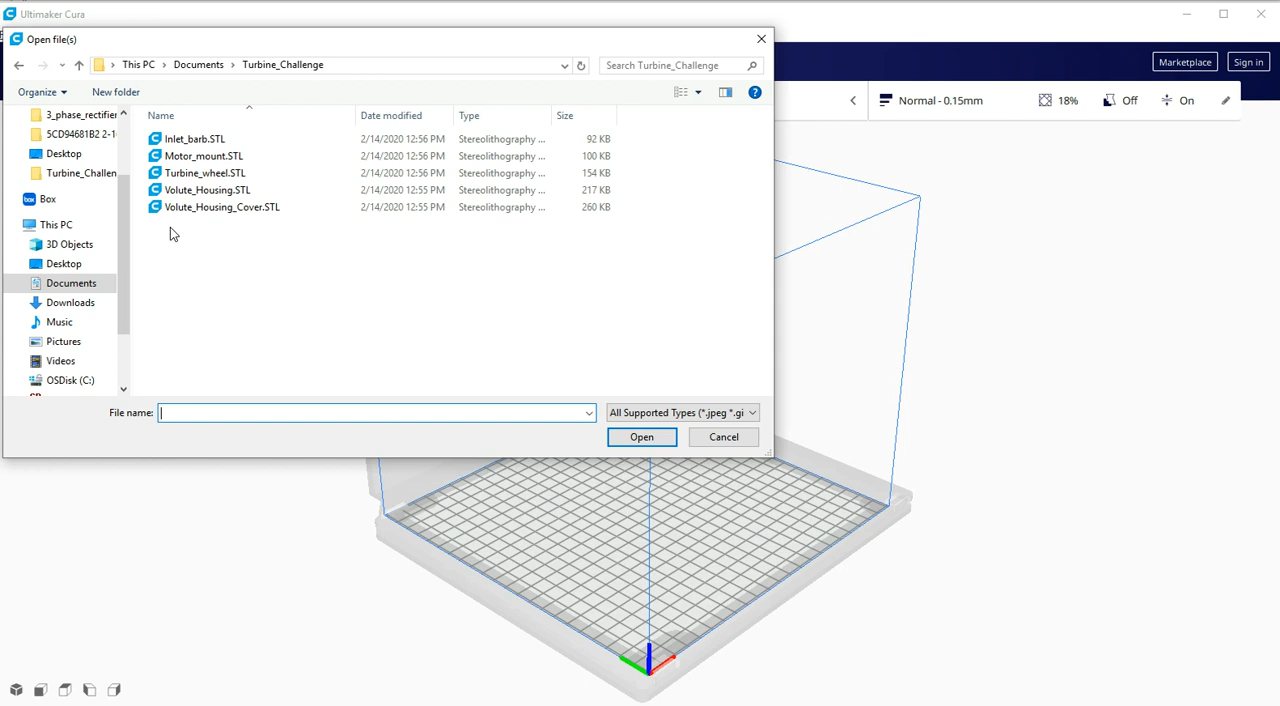 Ultimaker Cura
Open file(s)
This PC > Documents > Turbine_Challenge
Search Turbine_Challenge
Marketplace
Sign in
Organize
New folder
Normal - 0.15mm
18%
Off
On
Name
Date modified
Type
Size
3_phase_rectifier
5CD94681B2 2-1
Desktop
Turbine_Challen
Box
This PC
3D Objects
Desktop
Documents
Downloads
Music
Pictures
Videos
OSDisk (C:)
Inlet_barb.STL 2/14/2020 12:56 PM Stereolithography ... 92 KB
Motor_mount.STL 2/14/2020 12:56 PM Stereolithography ... 100 KB
Turbine_wheel.STL 2/14/2020 12:56 PM Stereolithography ... 154 KB
Volute_Housing.STL 2/14/2020 12:55 PM Stereolithography ... 217 KB
Volute_Housing_Cover.STL 2/14/2020 12:55 PM Stereolithography ... 260 KB
File name:
All Supported Types (*.jpeg *.gi
Open
Cancel